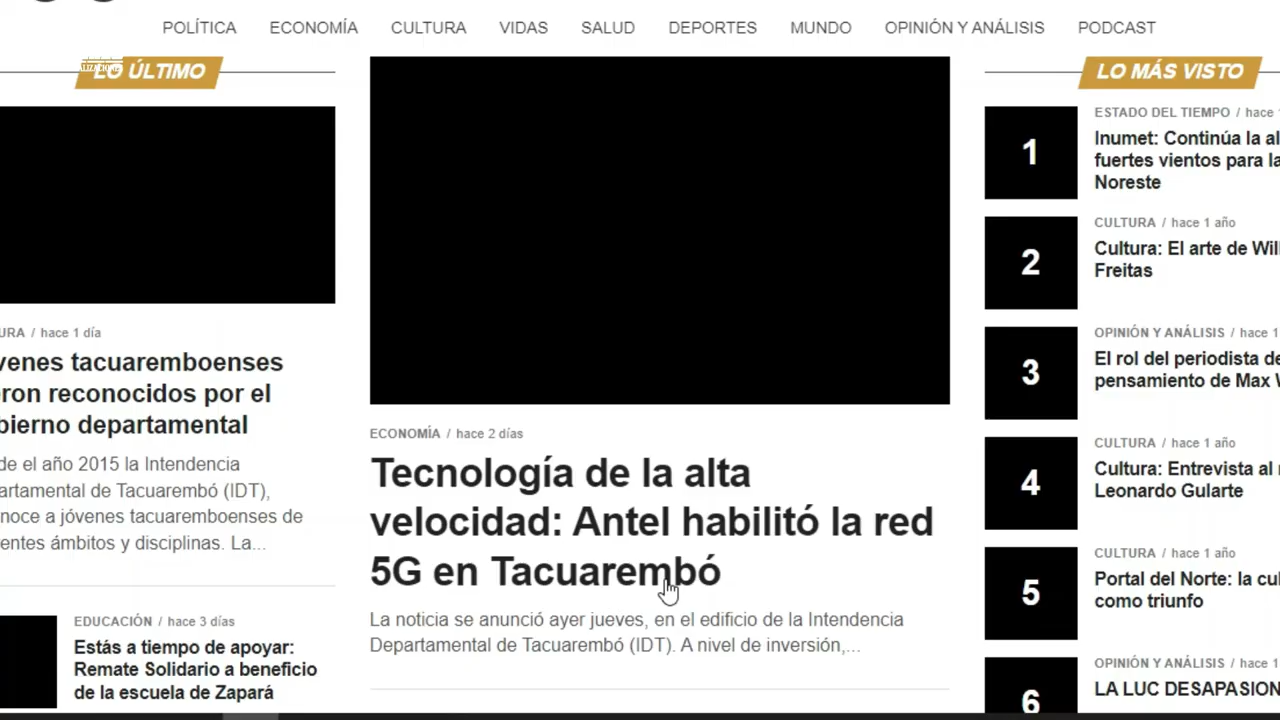 POLÍTICA ECONOMÍA CULTURA VIDAS SALUD DEPORTES MUNDO OPINIÓN Y ANÁLISIS PODCAST
LO ÚLTIMO
URA / hace 1 día
venes tacuaremboenses
ron reconocidos por el
bierno departamental
de el año 2015 la Intendencia
artamental de Tacuarembó (IDT),
noce a jóvenes tacuaremboenses de
entes ámbitos y disciplinas. La...
EDUCACIÓN / hace 3 días
Estás a tiempo de apoyar:
Remate Solidario a beneficio
de la escuela de Zapará
ECONOMÍA / hace 2 días
Tecnología de la alta
velocidad: Antel habilitó la red
5G en Tacuarembó
La noticia se anunció ayer jueves, en el edificio de la Intendencia
Departamental de Tacuarembó (IDT). A nivel de inversión,...
LO MÁS VISTO
1
ESTADO DEL TIEMPO / hace
Inumet: Continúa la al
fuertes vientos para la
Noreste
2
CULTURA / hace 1 año
Cultura: El arte de Wil
Freitas
3
OPINIÓN Y ANÁLISIS / hace 1
El rol del periodista de
pensamiento de Max
4
CULTURA / hace 1 año
Cultura: Entrevista al
Leonardo Gularte
5
CULTURA / hace 1 año
Portal del Norte: la cul
como triunfo
6
OPINIÓN Y ANÁLISIS / hace 1
LA LUC DESAPASION